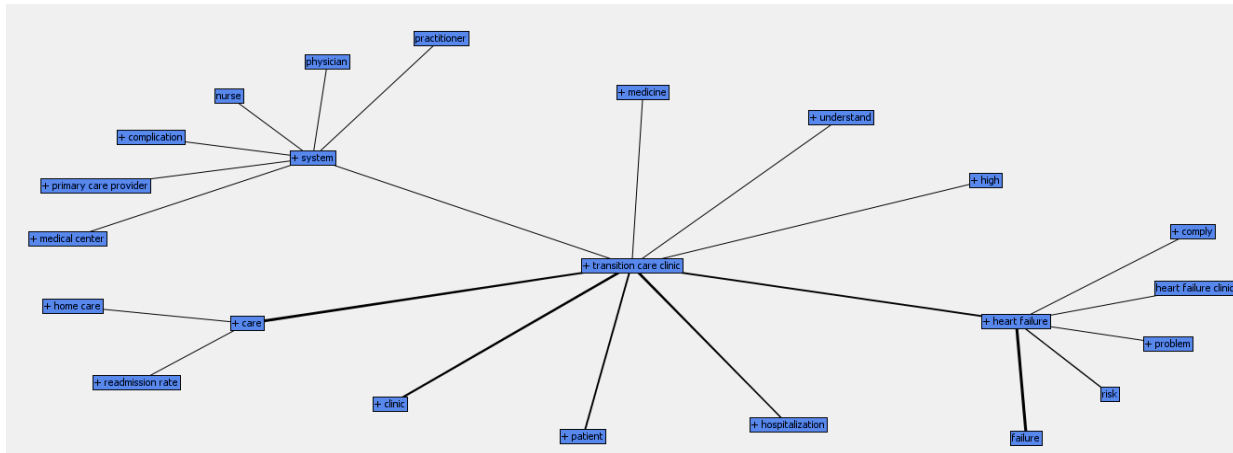 practitioner
physician
+ medicine
nurse
+ understand
+ complication
+ system
+ high
+ primary care provider
+ comply
+ medical center
+ transition care clinic
heart failure clinic
+ home care
+ care
+ heart failure
+ problem
+ readmission rate
risk
+ clinic
+ hospitalization
+ patient
failure